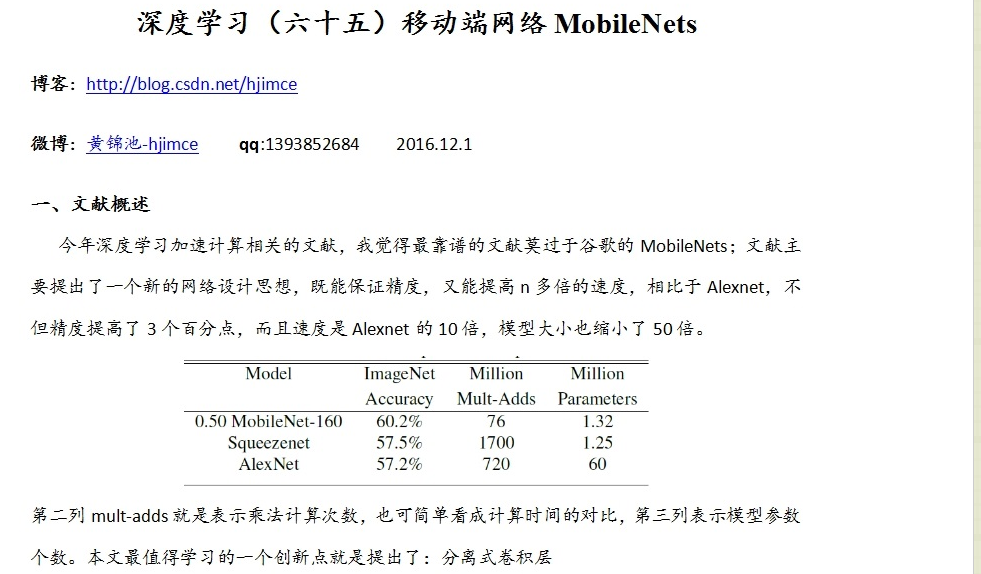 深度学习（六十五）移动端网络 MobileNets
博客：http://blog.csdn.net/hjimce
微博：黄锦池-hjimce qq:1393852684 2016.12.1
一、文献概述
今年深度学习加速计算相关的文献，我觉得最靠谱的文献莫过于谷歌的 MobileNets；文献主
要提出了一个新的网络设计思想，既能保证精度，又能提高 n 多倍的速度，相比于 Alexnet，不
但精度提高了 3 个百分点，而且速度是 Alexnet 的 10 倍，模型大小也缩小了 50 倍。
Model ImageNet Million Million
Accuracy Mult-Adds Parameters
0.50 MobileNet-160 60.2% 76 1.32
Squeezenet 57.5% 1700 1.25
AlexNet 57.2% 720 60
第二列 mult-adds 就是表示乘法计算次数，也可简单看成计算时间的对比，第三列表示模型参数
个数。本文最值得学习的一个创新点就是提出了：分离式卷积层